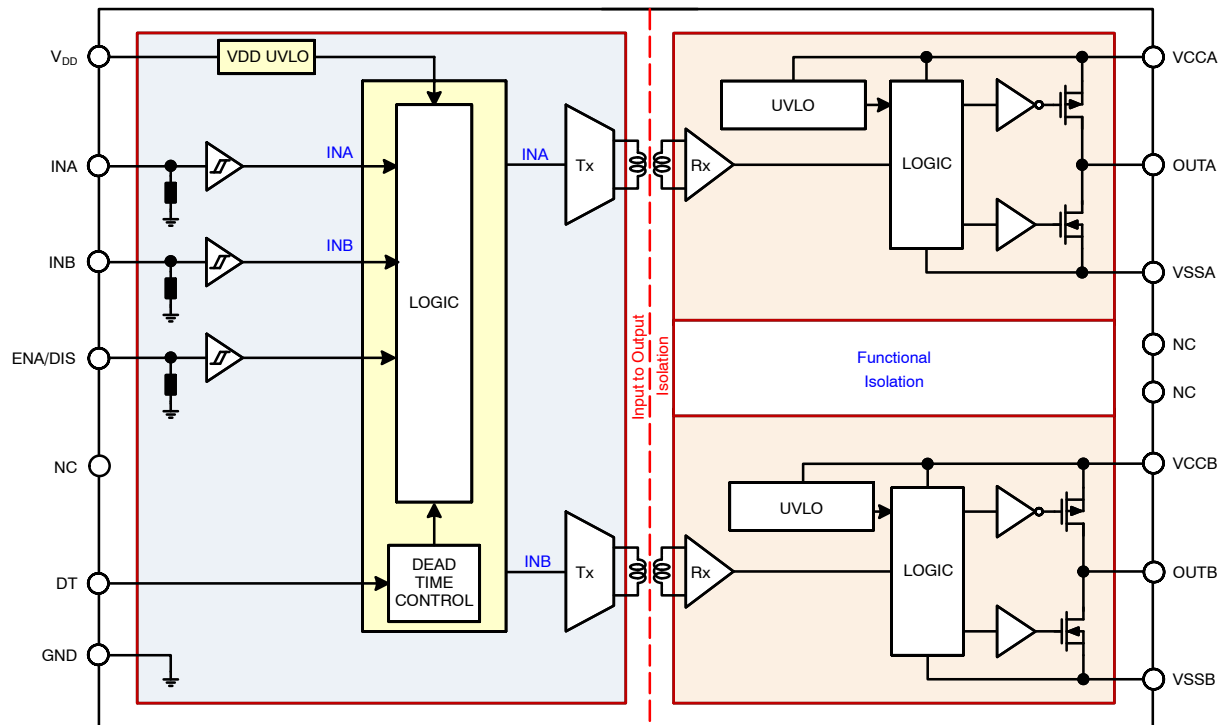 V_DD
VDD UVLO
INA
INA
INB
INB
ENA/DIS
LOGIC
NC
DT
DEAD
TIME
CONTROL
GND
INA
Tx
INB
Tx
Input to Output
Isolation
UVLO
LOGIC
Rx
VCCA
OUTA
VSSA
Functional
Isolation
NC
NC
UVLO
LOGIC
Rx
VCCB
OUTB
VSSB